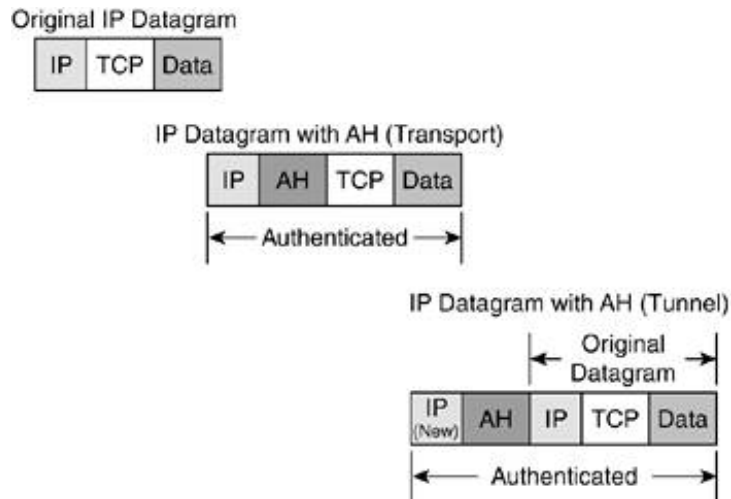 Original IP Datagram
IP TCP Data
IP Datagram with AH (Transport)
IP AH TCP Data
Authenticated
IP Datagram with AH (Tunnel)
Original
Datagram
IP
(New)
AH IP TCP Data
Authenticated